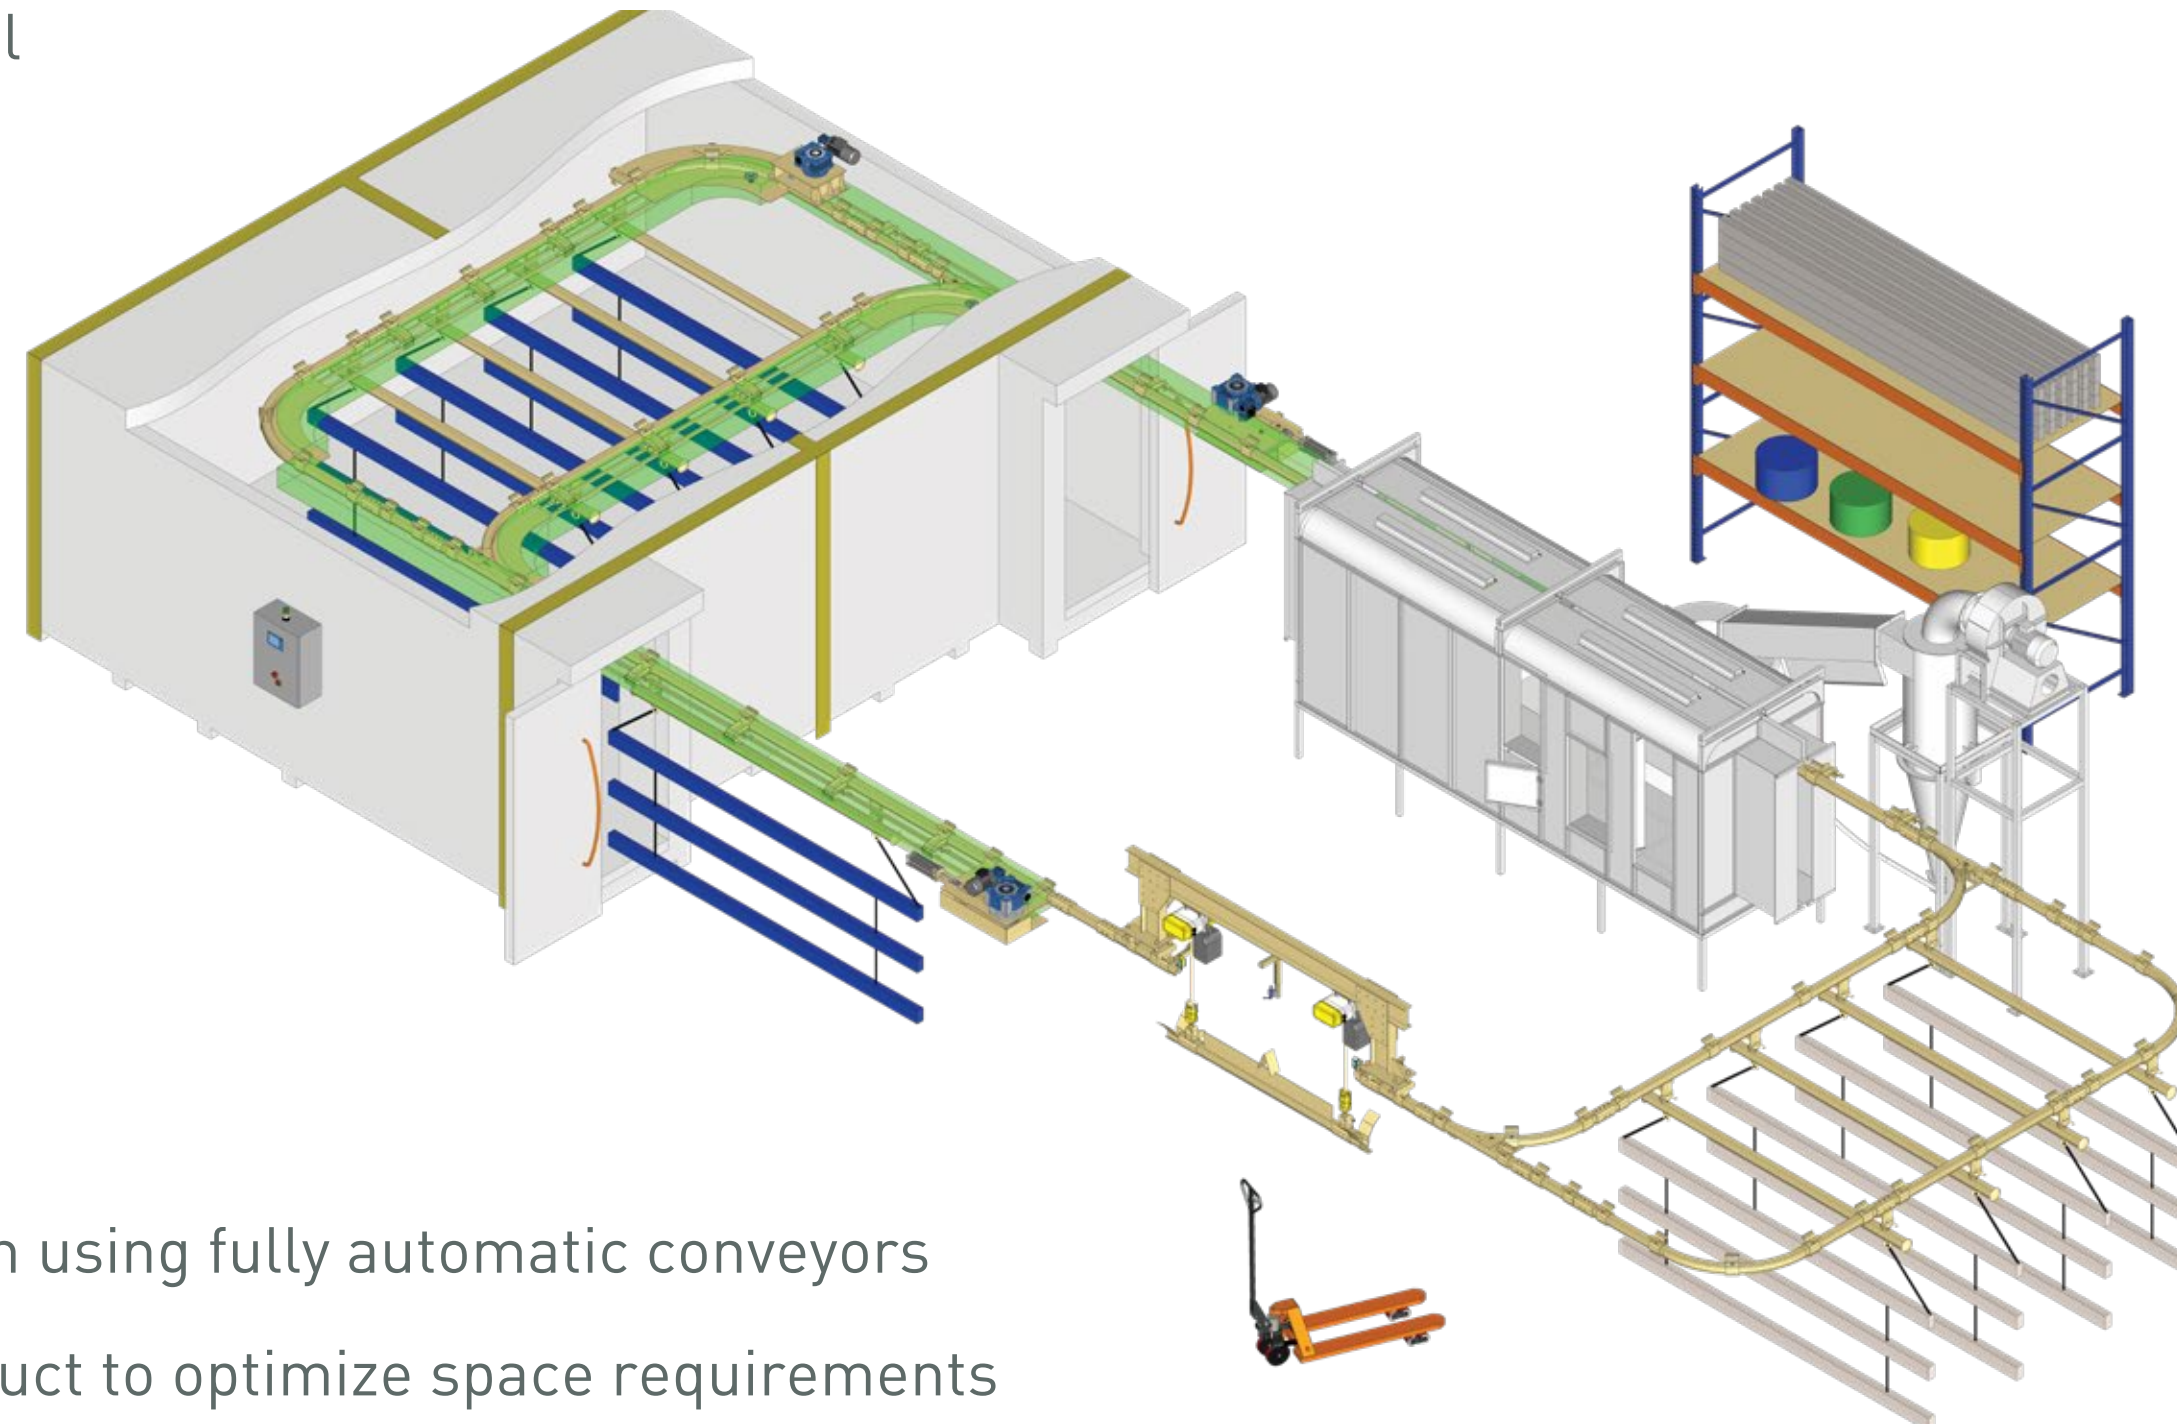 l
n using fully automatic conveyors
uct to optimize space requirements